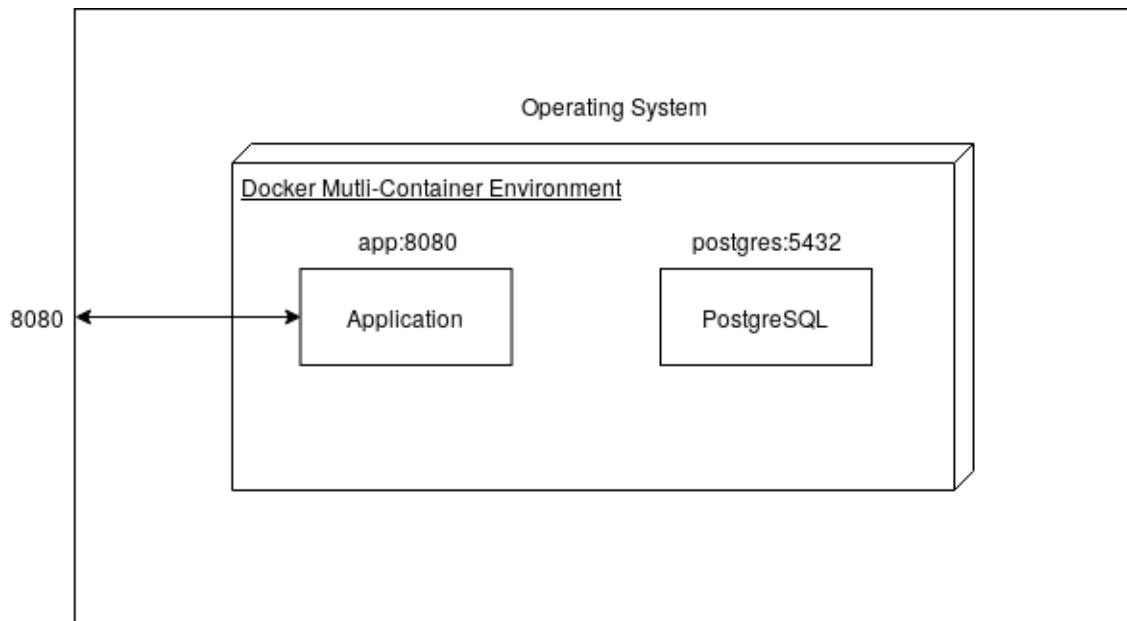 Operating System
Docker Mutli-Container Environment
app:8080
postgres:5432
8080
Application
PostgreSQL